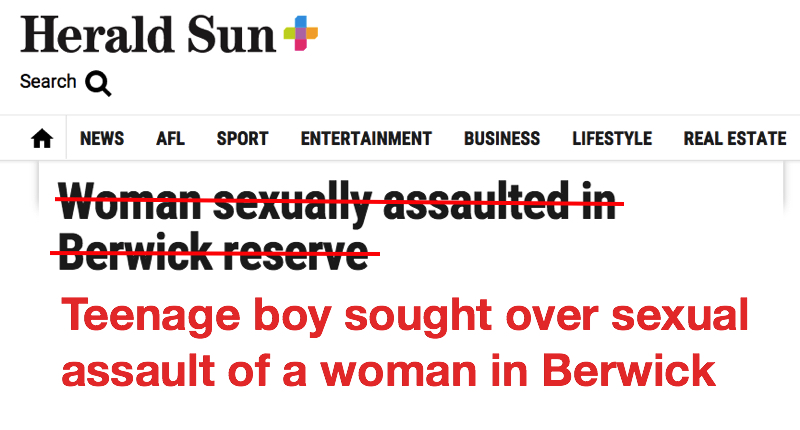 Herald Sun
Search
NEWS AFL SPORT ENTERTAINMENT BUSINESS LIFESTYLE REAL ESTATE
Woman sexually assaulted in
Berwick reserve
Teenage boy sought over sexual
assault of a woman in Berwick